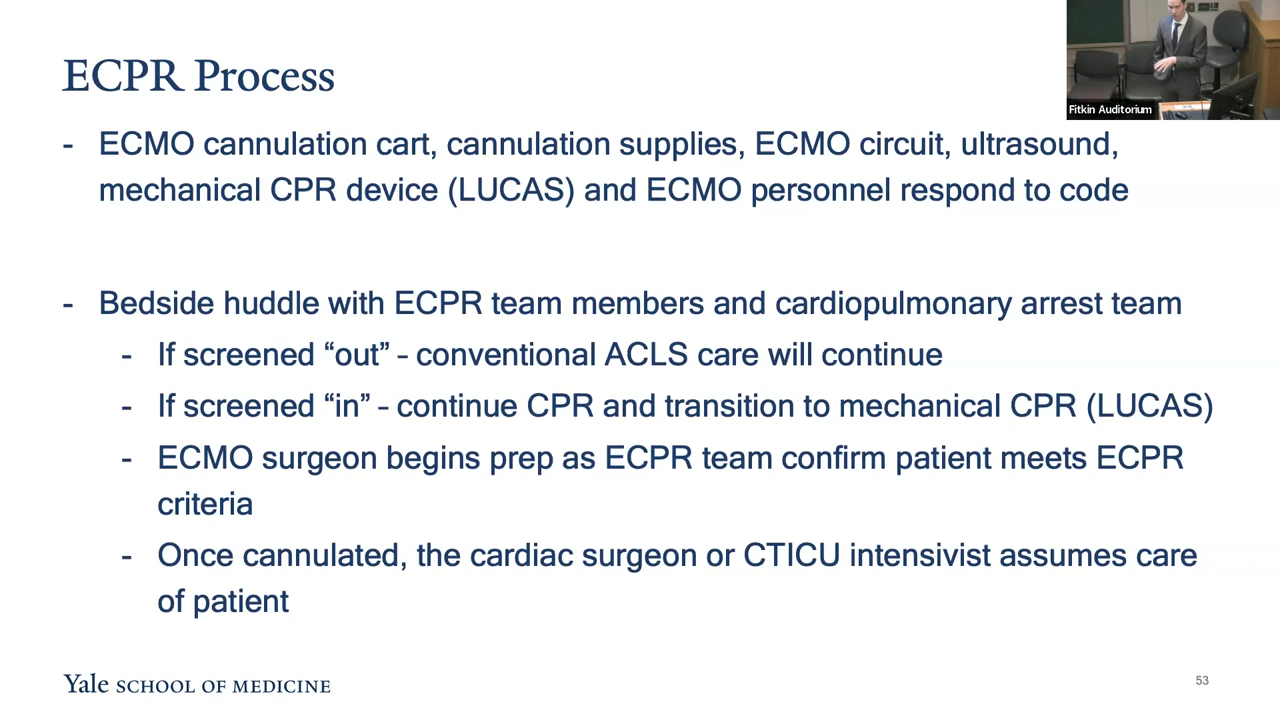 ECPR Process
Fitkin Auditorium
- ECMO cannulation cart, cannulation supplies, ECMO circuit, ultrasound,
mechanical CPR device (LUCAS) and ECMO personnel respond to code
- Bedside huddle with ECPR team members and cardiopulmonary arrest team
- If screened “out” – conventional ACLS care will continue
- If screened “in” – continue CPR and transition to mechanical CPR (LUCAS)
- ECMO surgeon begins prep as ECPR team confirm patient meets ECPR
criteria
- Once cannulated, the cardiac surgeon or CTICU intensivist assumes care
of patient
Yale SCHOOL OF MEDICINE
53